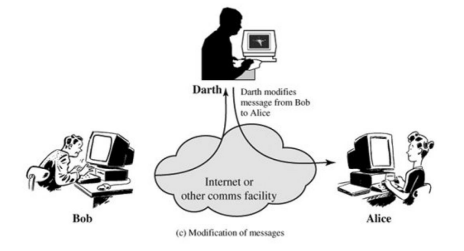 Darth
Darth modifies
message from Bob
to Alice
Internet or
other comms facility
Bob
Alice
(c) Modification of messages